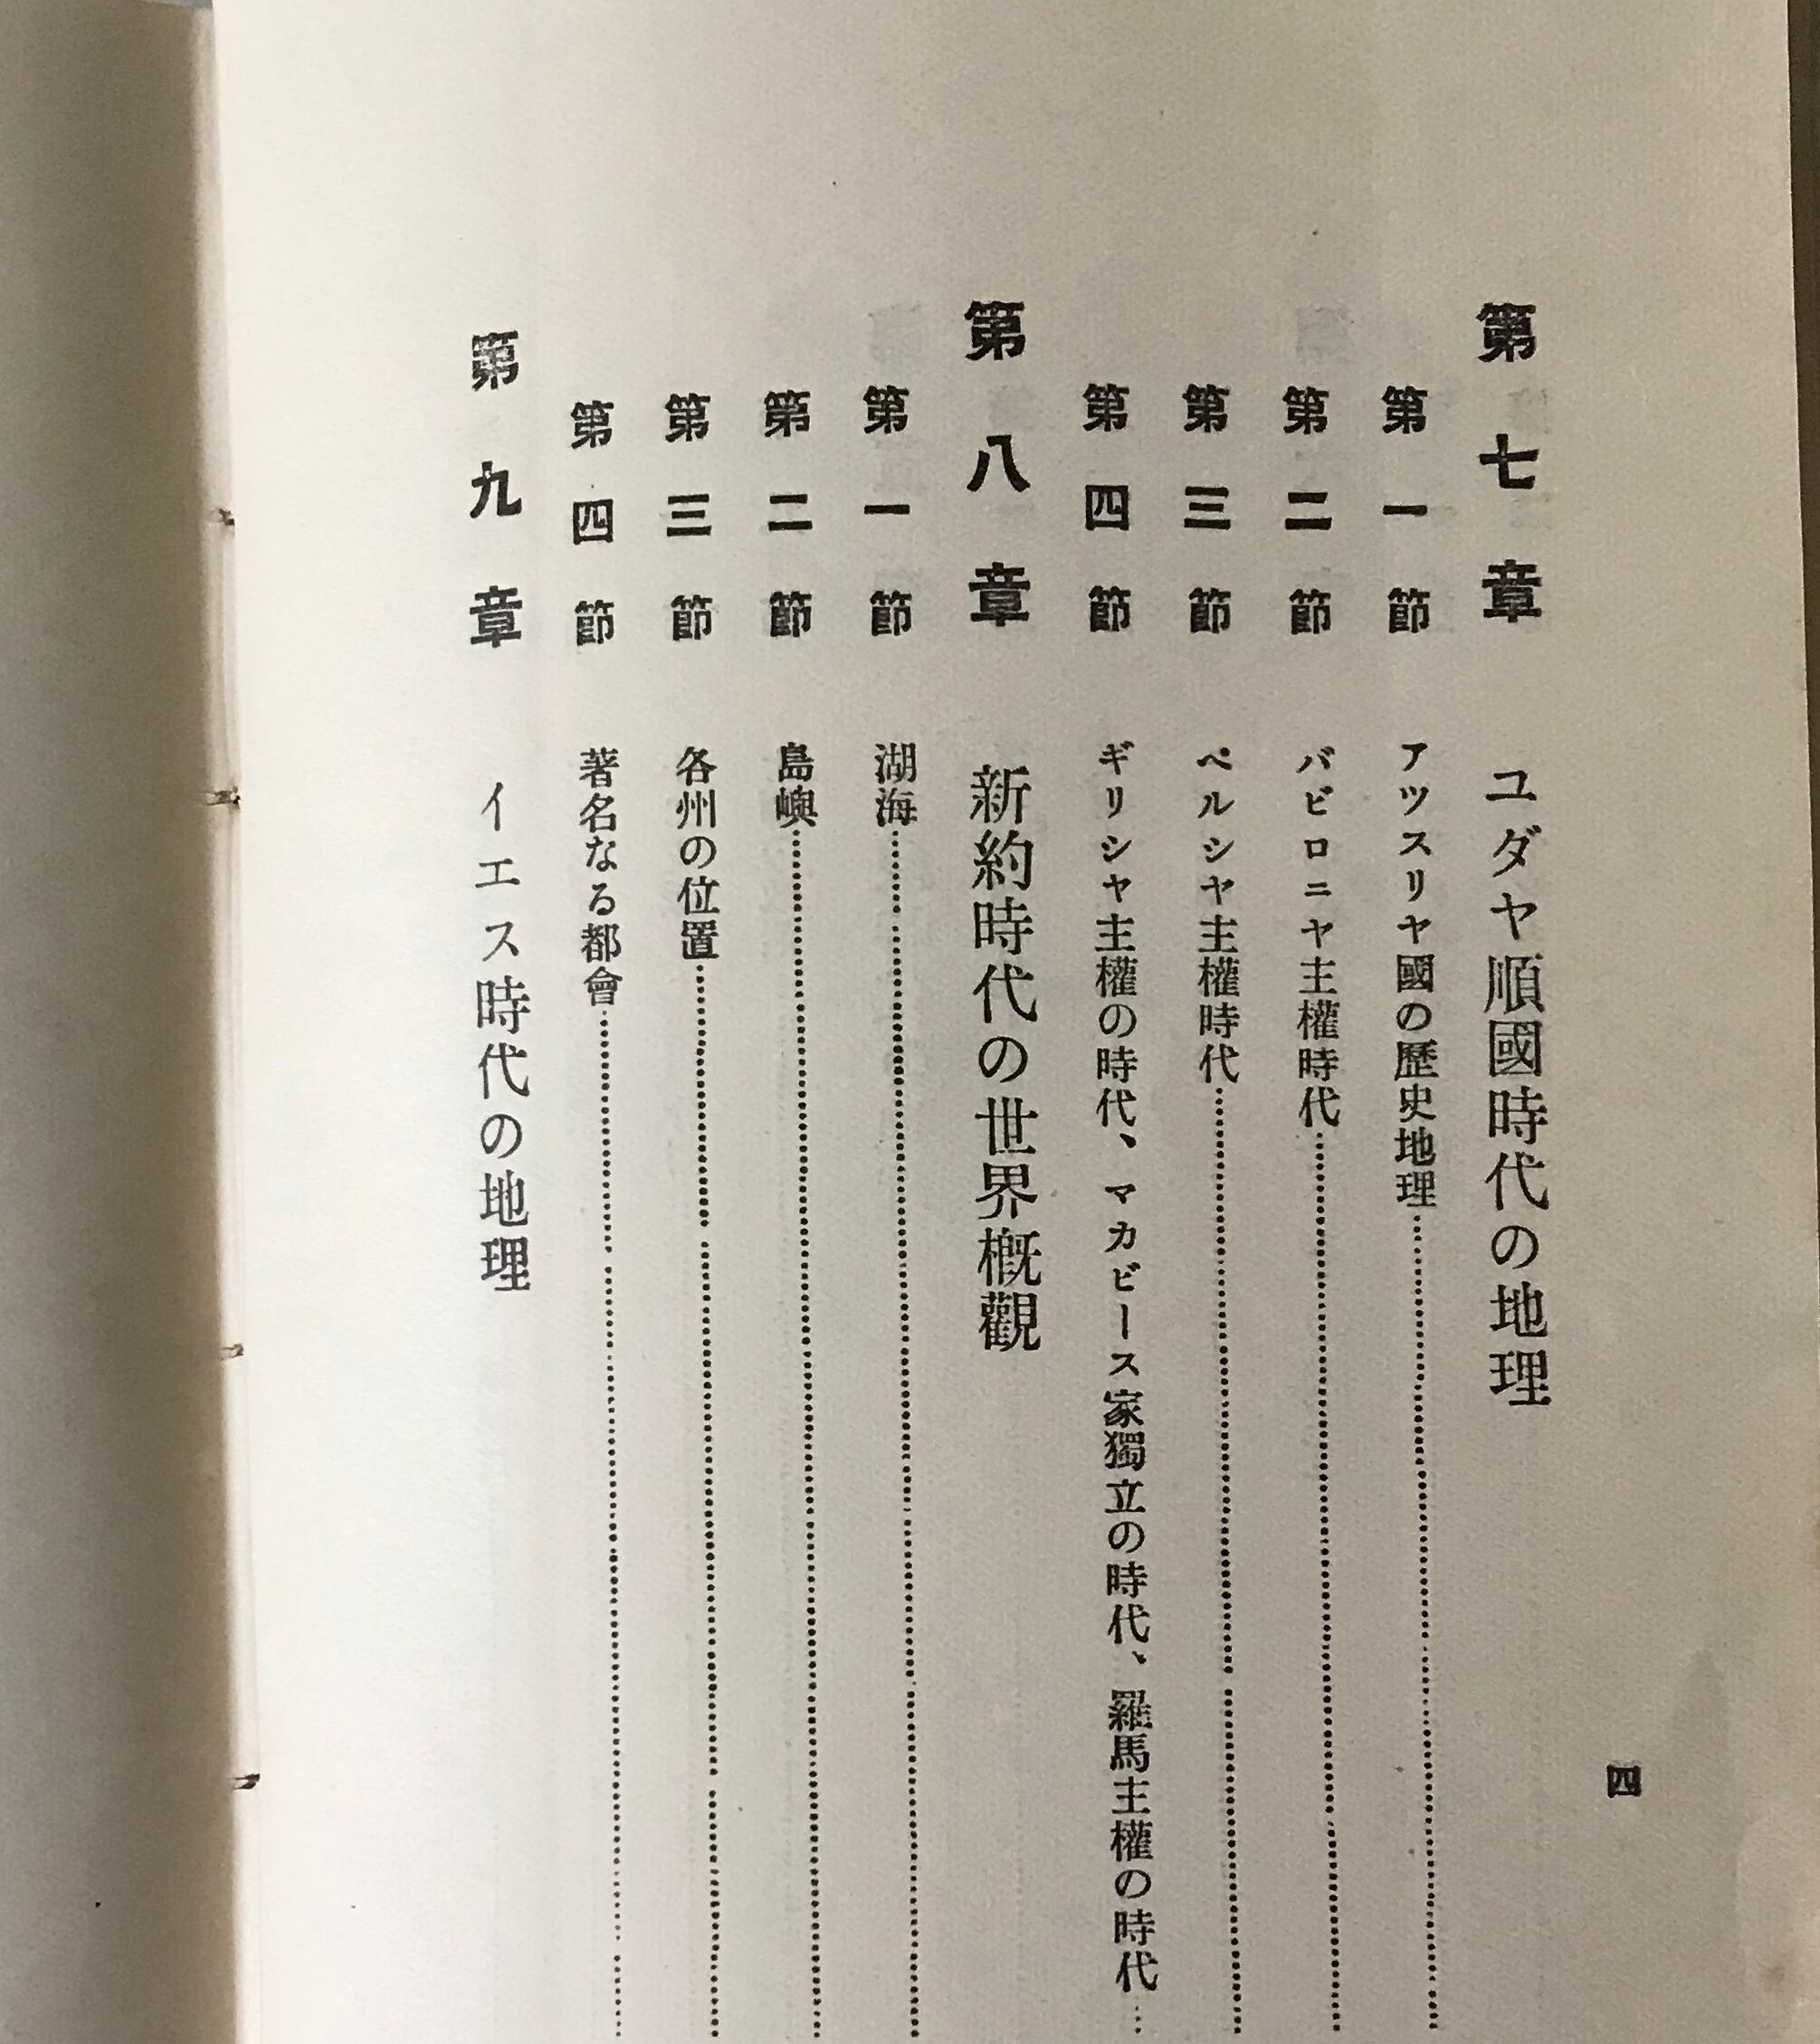 四
第七章 ユダヤ順國時代の地理
第一節 アツスリヤ國の歷史地理
第二節 バビロニヤ主權時代
第三節 ペルシヤ主權時代
第四節 ギリシヤ主權の時代、マカビース家獨立の時代、羅馬主權の時代
第八章 新約時代の世界槪觀
第一節 湖海
第二節 島嶼
第三節 各州の位置
第四節 著名なる都會
第九章 イエス時代の地理